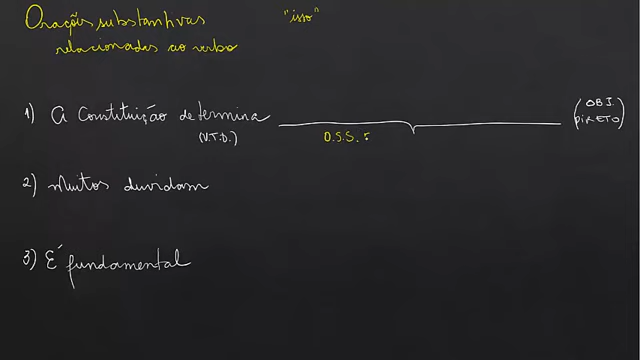 Orações substantivas "isso"
relacionadas ao verbo
1) A Constituição determina (OBJ. DIRETO)
(V.T.D.) O.S.S. :
2) Muitos duvidam
3) É fundamental